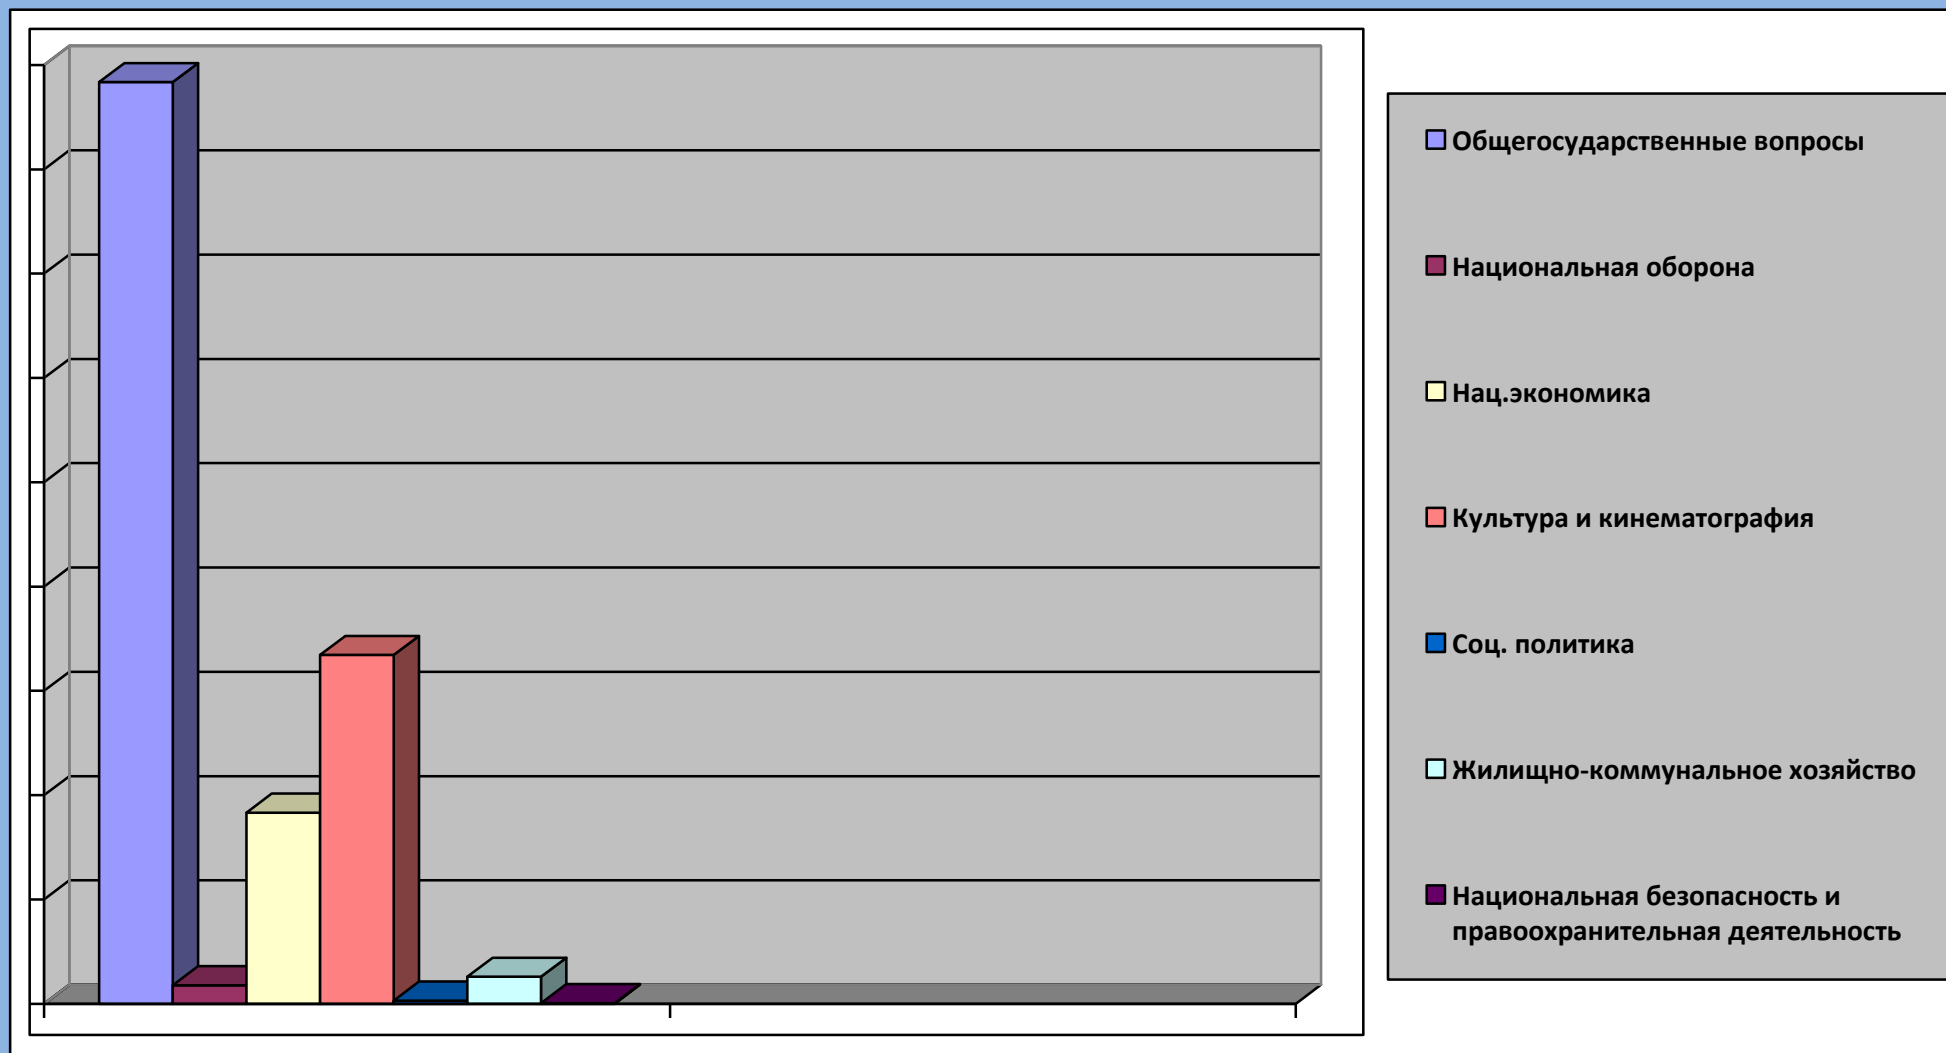 Общегосударственные вопросы
Национальная оборона
Нац.экономика
Культура и кинематография
Соц. политика
Жилищно-коммунальное хозяйство
Национальная безопасность и
правоохранительная деятельность